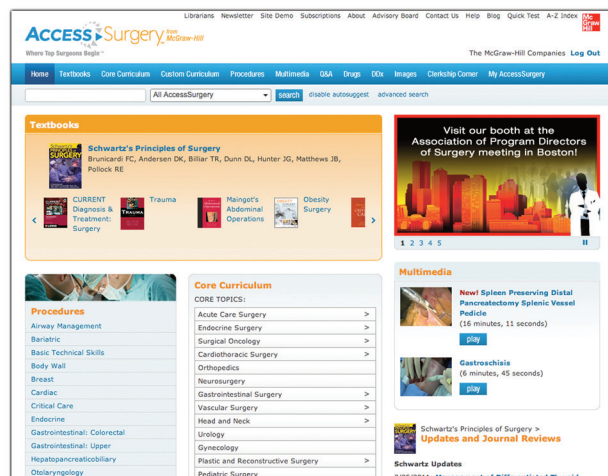 Librarians Newsletter Site Demo Subscriptions About Advisory Board Contact Us Help Blog Quick Test A-Z Index
Mc Graw Hill
Access Surgery from McGraw-Hill
Where Top Surgeons Begin™
The McGraw-Hill Companies Log Out
Home Textbooks Core Curriculum Custom Curriculum Procedures Multimedia Q&A Drugs DDx Images Clerkship Corner My AccessSurgery
All AccessSurgery search disable autosuggest advanced search
Textbooks
Schwartz's Principles of Surgery
Brunicardi FC, Andersen DK, Billiar TR, Dunn DL, Hunter JG, Matthews JB,
Pollock RE
CURRENT
Diagnosis &
Treatment:
Surgery
TRAUMA
Trauma
Maingot's
Abdominal
Operations
Obesity
Surgery
Visit our booth at the
Association of Program Directors
of Surgery meeting in Boston!
1 2 3 4 5
Procedures
Airway Management
Bariatric
Basic Technical Skills
Body Wall
Breast
Cardiac
Critical Care
Endocrine
Gastrointestinal: Colorectal
Gastrointestinal: Upper
Hepatopancreaticobiliary
Otolaryngology
Core Curriculum
CORE TOPICS:
Acute Care Surgery >
Endocrine Surgery >
Surgical Oncology >
Cardiothoracic Surgery >
Orthopedics
Neurosurgery
Gastrointestinal Surgery >
Vascular Surgery >
Head and Neck >
Urology
Gynecology
Plastic and Reconstructive Surgery >
Pediatric Surgery
Multimedia
New! Spleen Preserving Distal
Pancreatectomy Splenic Vessel
Pedicle
(16 minutes, 11 seconds)
play
Gastroschisis
(6 minutes, 45 seconds)
play
Schwartz's Principles of Surgery >
Updates and Journal Reviews
Schwartz Updates